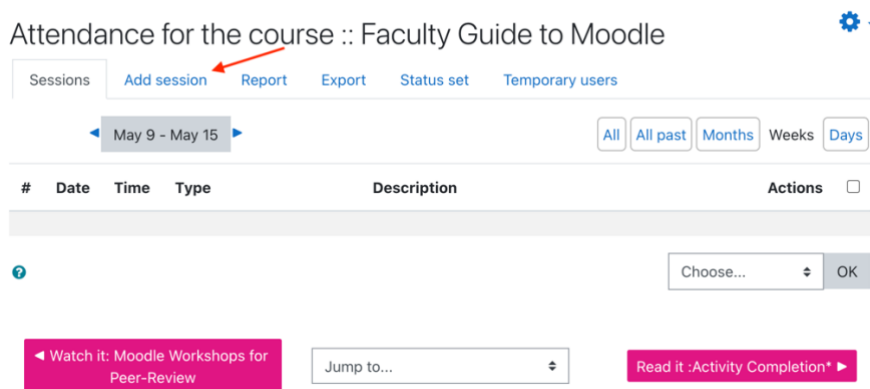 Attendance for the course :: Faculty Guide to Moodle
Sessions Add session Report Export Status set Temporary users
◄ May 9 - May 15 ► All All past Months Weeks Days
# Date Time Type Description Actions
? Choose... OK
◄ Watch it: Moodle Workshops for
Peer-Review
Jump to...
Read it :Activity Completion* ►